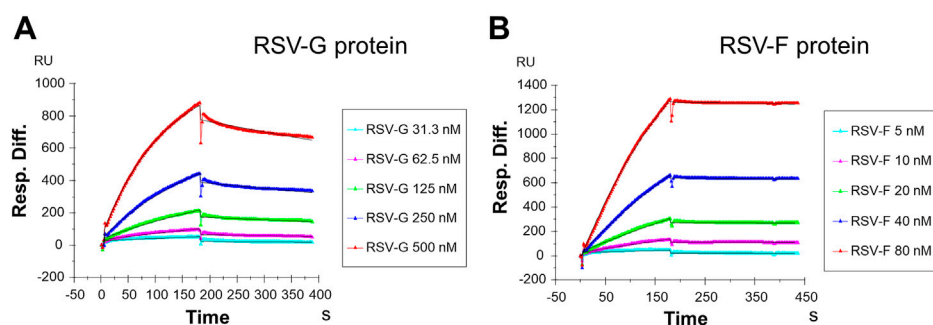 A
RSV-G protein
RU
1000
800
600
400
200
0
-200
Resp. Diff.
-50 0 50 100 150 200 250 300 350 400
Time
s
RSV-G 31.3 nM
RSV-G 62.5 nM
RSV-G 125 nM
RSV-G 250 nM
RSV-G 500 nM
B
RSV-F protein
RU
1400
1200
1000
800
600
400
200
0
-200
Resp. Diff.
-50 50 150 250 350 450
Time
s
RSV-F 5 nM
RSV-F 10 nM
RSV-F 20 nM
RSV-F 40 nM
RSV-F 80 nM